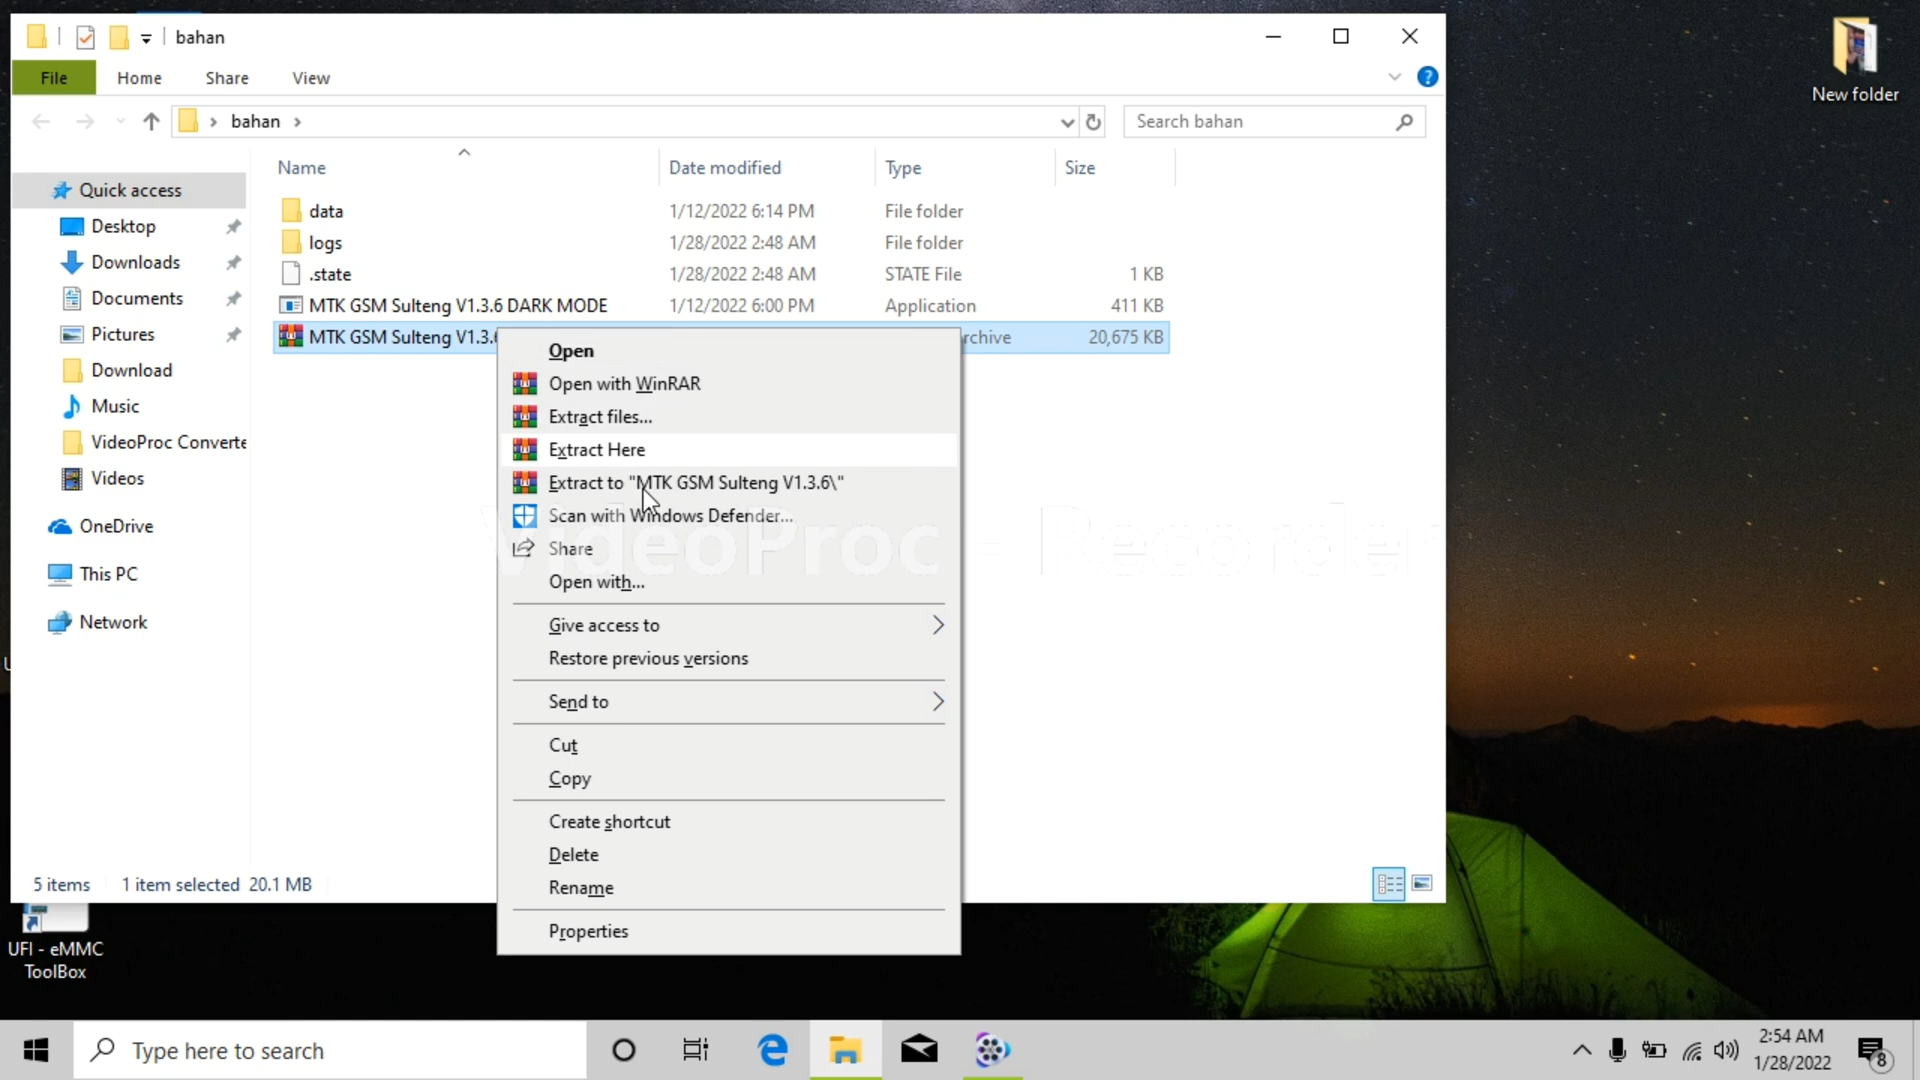 bahan
File Home Share View
bahan
Search bahan
Name Date modified Type Size
Quick access
Desktop
Downloads
Documents
Pictures
Download
Music
VideoProc Converte
Videos
OneDrive
This PC
Network
data 1/12/2022 6:14 PM File folder
logs 1/28/2022 2:48 AM File folder
.state 1/28/2022 2:48 AM STATE File 1 KB
MTK GSM Sulteng V1.3.6 DARK MODE 1/12/2022 6:00 PM Application 411 KB
MTK GSM Sulteng V1.3.6 rchive 20,675 KB
Open
Open with WinRAR
Extract files...
Extract Here
Extract to "MTK GSM Sulteng V1.3.6\"
Scan with Windows Defender...
Share
Open with...
Give access to
Restore previous versions
Send to
Cut
Copy
Create shortcut
Delete
Rename
Properties
VideoProc - Recorder
5 items 1 item selected 20.1 MB
New folder
UFI - eMMC
ToolBox
Type here to search
2:54 AM
1/28/2022
8